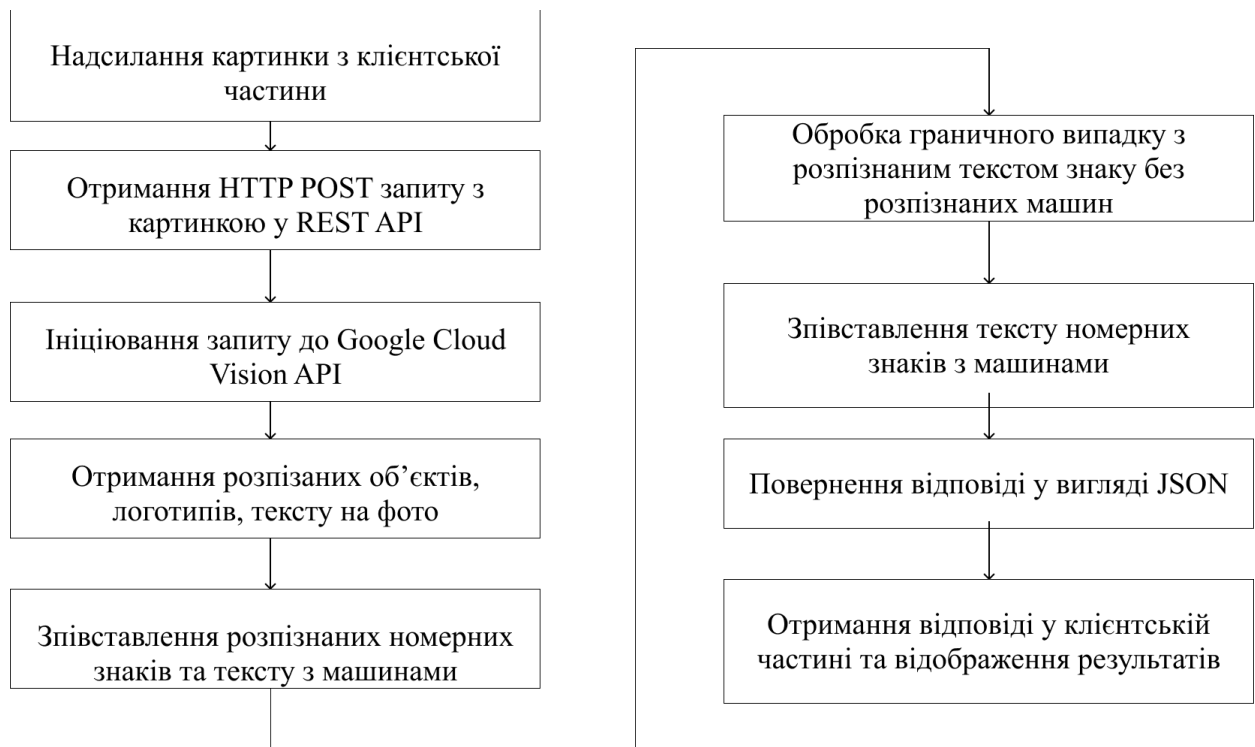 Надсилання картинки з клієнтської
частини
Отримання HTTP POST запиту з
картинкою у REST API
Ініціювання запиту до Google Cloud
Vision API
Отримання розпізаних об’єктів,
логотипів, тексту на фото
Зпівставлення розпізнаних номерних
знаків та тексту з машинами
Обробка граничного випадку з
розпізнаним текстом знаку без
розпізнаних машин
Зпівставлення тексту номерних
знаків з машинами
Повернення відповіді у вигляді JSON
Отримання відповіді у клієнтській
частині та відображення результатів